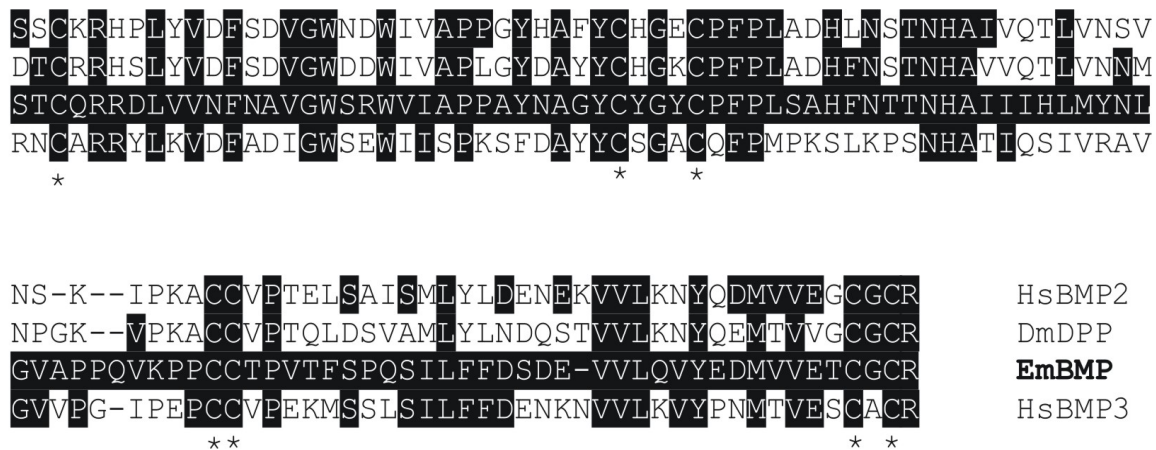 SSCKRHPLYVDFSDVGWNDWIVAPPGYHAFYCHGECPFPLADHLNSTNHAIVQTLVNSV
DTCRRHSLYVDFSDVGWDDWIVAPLGYDAYYCHGKCPFPLADHFNSTNHAVVQTLVNNM
STCQRRDLVVNFNAVGWSRWVIAPPAYNAGYCYGYCPFPLSAHFNTTNHAIIIHLMYNL
RNCARRYLKVDFADIGWSEWIISPKSFDAYYCSGACQFPMPKSLKPSNHATIQSIVRAV
* * *
NS-K--IPKACCVPTELSAISMLYLDENEKVVLKNYQDMVVEGCGCR HsBMP2
NPGK--VPKACCVPTQLDSVAMLYLNDQSTVVLKNYQEMTVVGCGCR DmDPP
GVAPPQVKPPCCTPVTFSPQSILFFDSDE-VVLQVYEDMVVETCGCR EmBMP
GVVPG-IPEPCCVPEKMSSLSILFFDENKNVVLKVYPNMTVESCACR HsBMP3
** * *